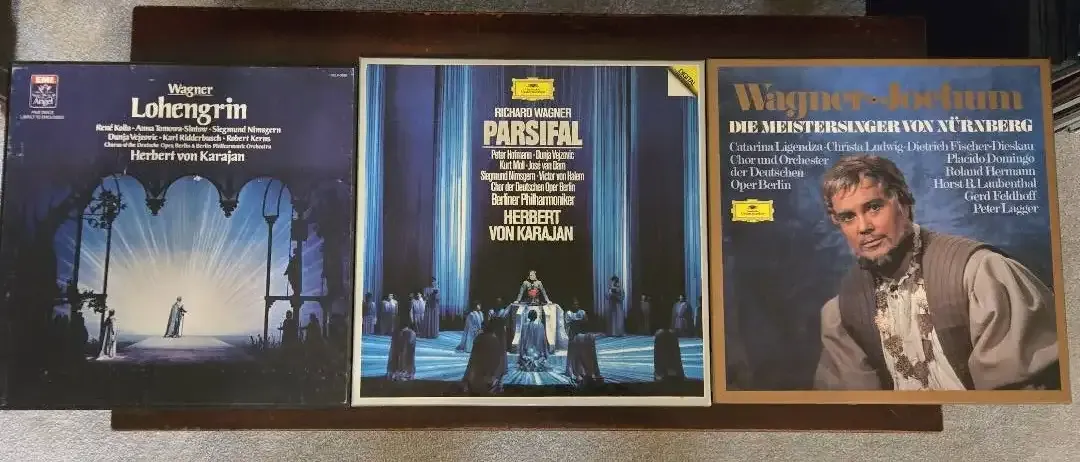 EMI
Angel
Wagner
Lohengrin
René Kollo · Anna Tomowa-Sintow · Siegmund Nimsgern
Dunja Vejzovic · Karl Ridderbusch · Robert Kerns
Chorus of the Deutsche Oper, Berlin & Berlin Philharmonic Orchestra
Herbert von Karajan
DIGITAL
RICHARD WAGNER
PARSIFAL
Peter Hofmann · Dunja Vejzovic
Kurt Moll · José van Dam
Siegmund Nimsgern · Victor von Halem
Chor der Deutschen Oper Berlin
Berliner Philharmoniker
HERBERT
VON KARAJAN
Wagner · Jochum
DIE MEISTERSINGER VON NÜRNBERG
Catarina Ligendza · Christa Ludwig · Dietrich Fischer-Dieskau
Chor und Orchester
der Deutschen
Oper Berlin
Placido Domingo
Roland Hermann
Horst R. Laubenthal
Gerd Feldhoff
Peter Lagger